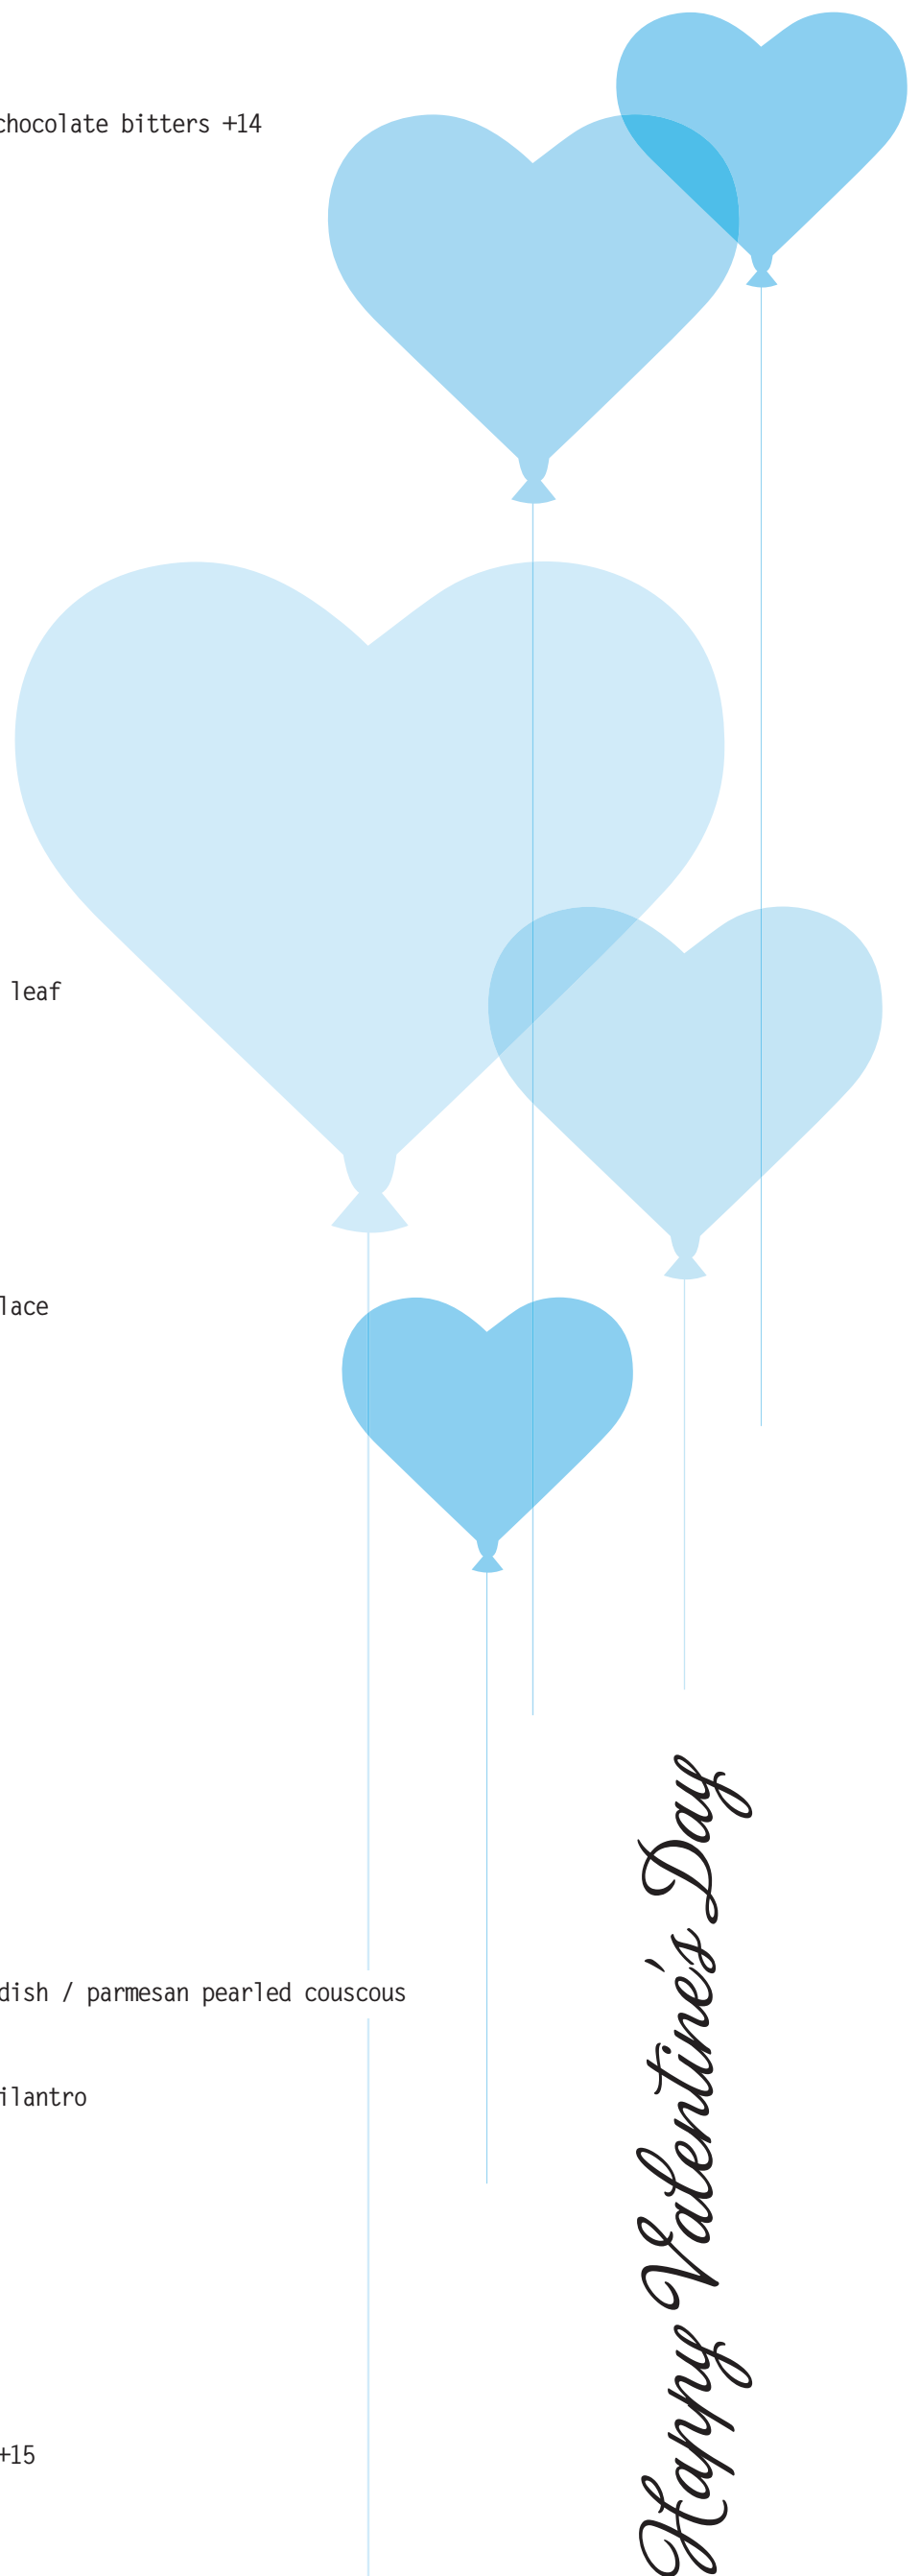 chocolate bitters +14
leaf
lace
dish / parmesan pearled couscous
ilantro
+15
Happy Valentine's Day